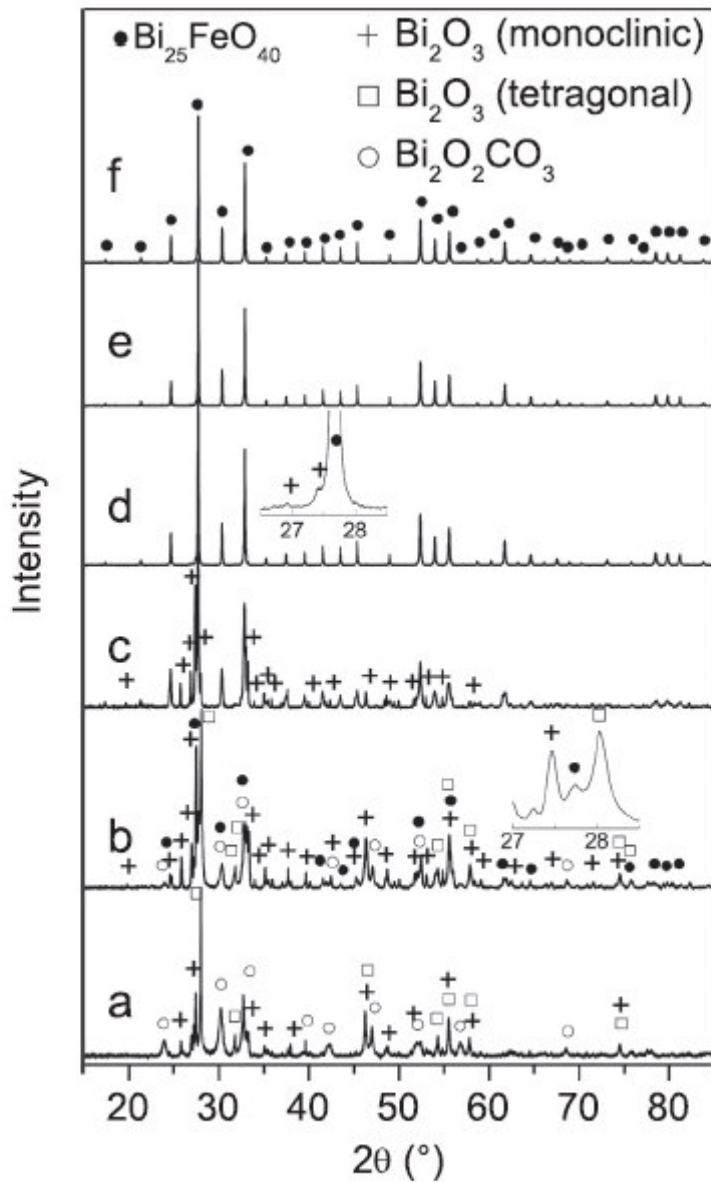 ● Bi₂₅FeO₄₀
+ Bi₂O₃ (monoclinic)
□ Bi₂O₃ (tetragonal)
○ Bi₂O₂CO₃
f
e
d
27 28
c
b
27 28
a
Intensity
20 30 40 50 60 70 80
2θ (°)